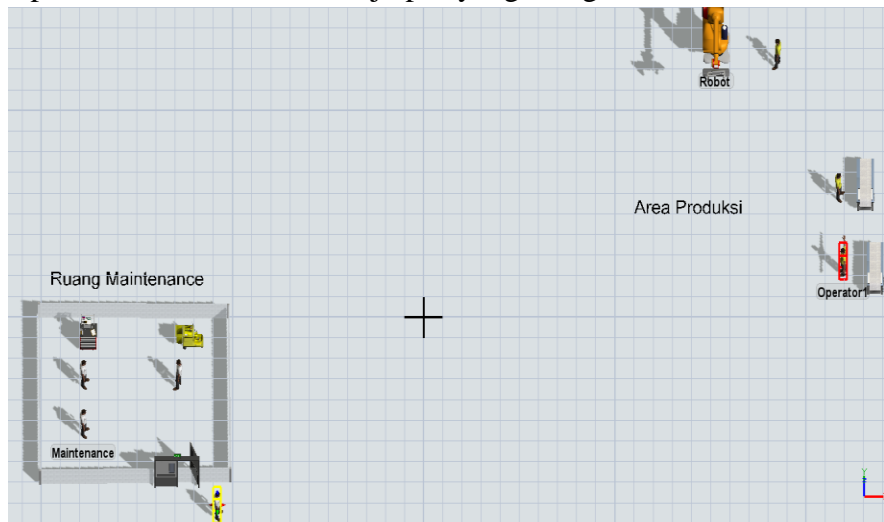 Robot
Area Produksi
Ruang Maintenance
Operator1
Maintenance